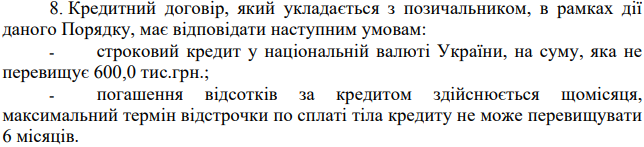 8. Кредитний договір, який укладається з позичальником, в рамках дії
даного Порядку, має відповідати наступним умовам:
- строковий кредит у національній валюті України, на суму, яка не
перевищує 600,0 тис.грн.;
- погашення відсотків за кредитом здійснюється щомісяця,
максимальний термін відстрочки по сплаті тіла кредиту не може перевищувати
6 місяців.